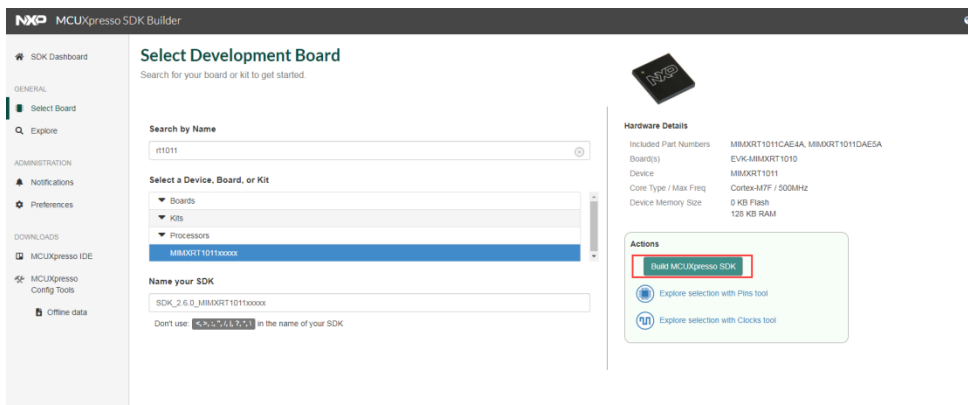 NXP MCUXpresso SDK Builder
SDK Dashboard
GENERAL
Select Board
Explore
ADMINISTRATION
Notifications
Preferences
DOWNLOADS
MCUXpresso IDE
MCUXpresso
Config Tools
Offline data
Select Development Board
Search for your board or kit to get started.
Search by Name
rt1011
Select a Device, Board, or Kit
Boards
Kits
Processors
MIMXRT1011xxxxx
Name your SDK
SDK_2.6.0_MIMXRT1011xxxxx
Don't use: in the name of your SDK
NXP
Hardware Details
Included Part Numbers MIMXRT1011CAE4A, MIMXRT1011DAE5A
Board(s) EVK-MIMXRT1010
Device MIMXRT1011
Core Type / Max Freq Cortex-M7F / 500MHz
Device Memory Size 0 KB Flash
128 KB RAM
Actions
Build MCUXpresso SDK
Explore selection with Pins tool
Explore selection with Clocks tool